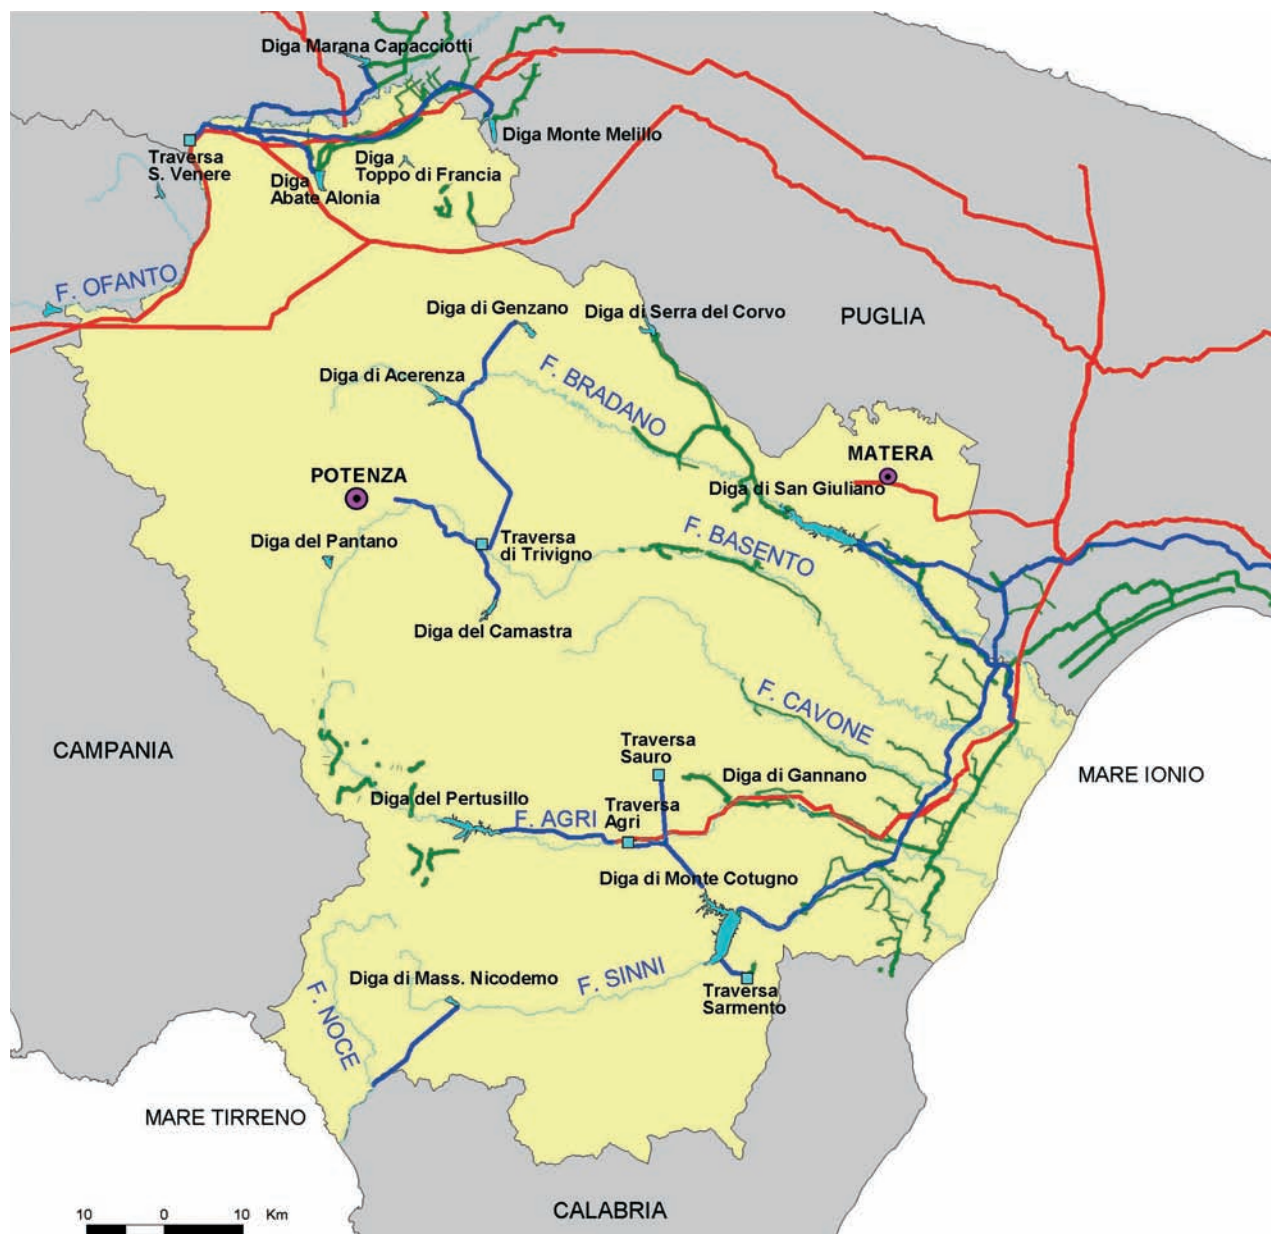 Diga Marana Capacciotti
Diga Monte Melillo
Traversa
S. Venere
Diga
Toppo di Francia
Diga
Abate Alonia
F. OFANTO
Diga di Genzano
Diga di Serra del Corvo
PUGLIA
Diga di Acerenza
F. BRADANO
MATERA
POTENZA
Diga di San Giuliano
F. BASENTO
Diga del Pantano
Traversa
di Trivigno
Diga del Camastra
F. CAVONE
CAMPANIA
Traversa
Sauro
Diga di Gannano
MARE IONIO
Diga del Pertusillo
Traversa
Agri
F. AGRI
Diga di Monte Cotugno
F. SINNI
Diga di Mass. Nicodemo
Traversa
Sarmento
F. NOCE
MARE TIRRENO
CALABRIA
10 0 10 Km